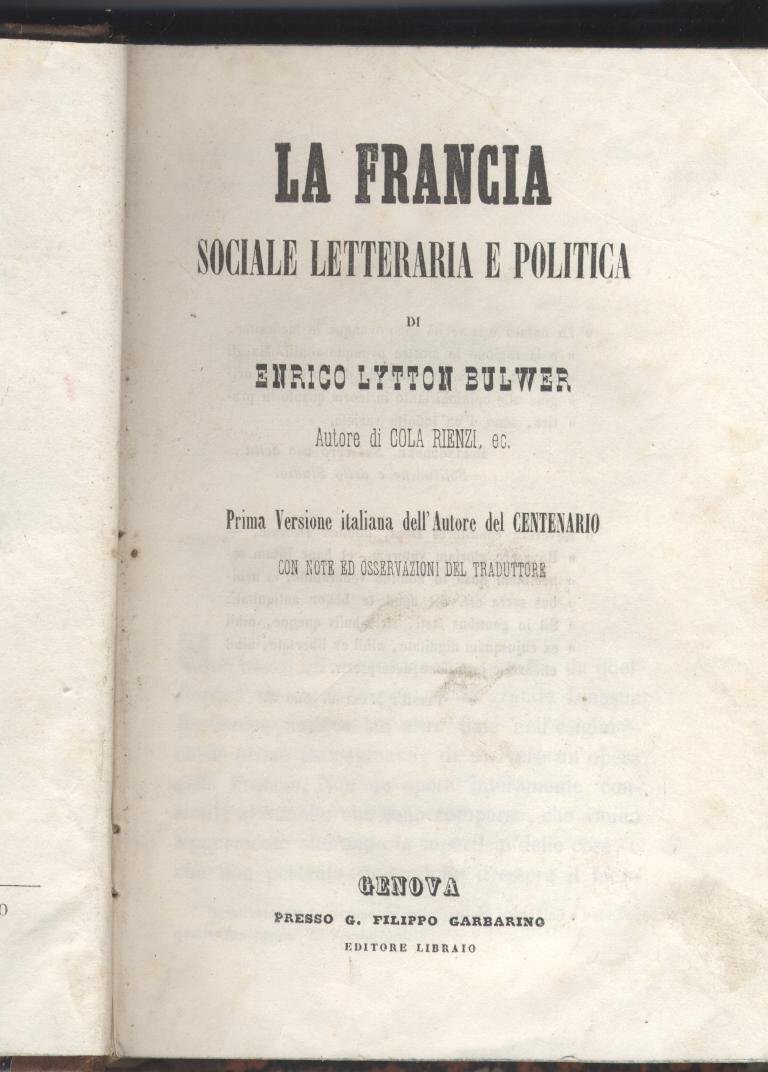 LA FRANCIA
SOCIALE LETTERARIA E POLITICA
DI
ENRICO LYTTON BULWER
Autore di COLA RIENZI, ec.
Prima Versione italiana dell'Autore del CENTENARIO
CON NOTE ED OSSERVAZIONI DEL TRADUTTORE
GENOVA
PRESSO G. FILIPPO GARBARINO
EDITORE LIBRAIO